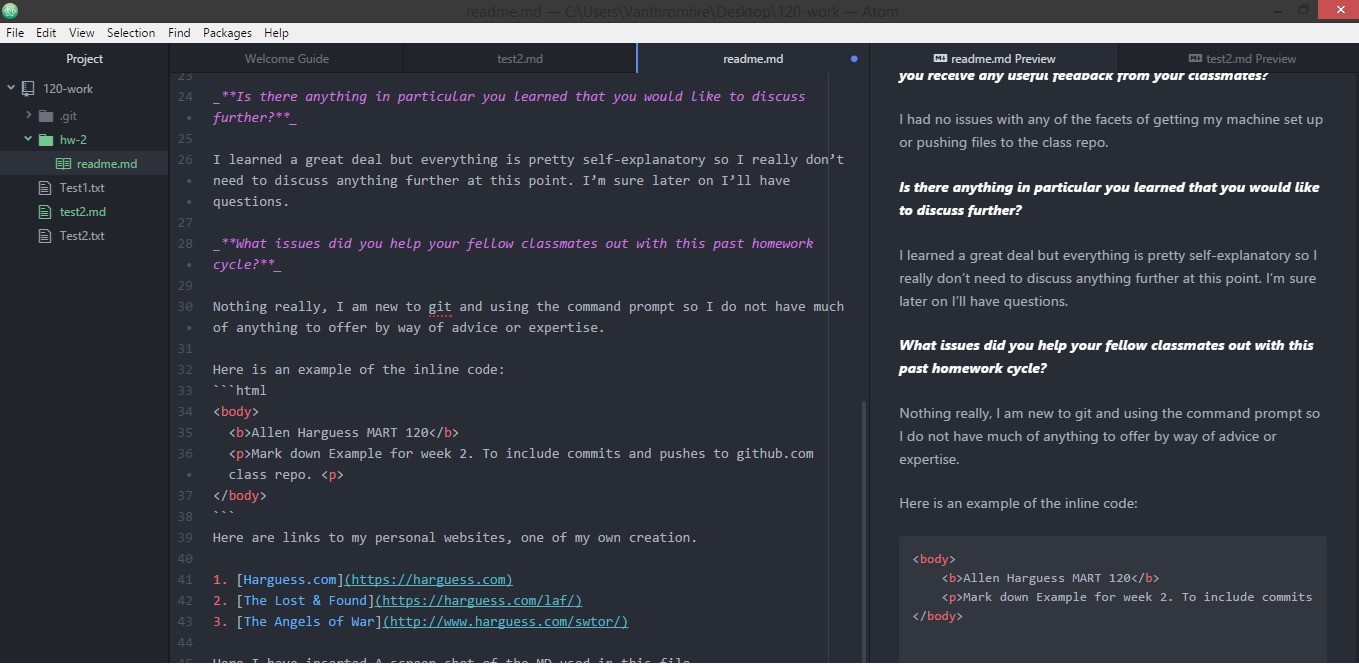 readme.md — C:\Users\Vanthromhre\Desktop\120-work — Atom
File Edit View Selection Find Packages Help
Project
120-work
.git
hw-2
readme.md
Test1.txt
test2.md
Test2.txt
Welcome Guide
test2.md
readme.md
23
24 _**Is there anything in particular you learned that you would like to discuss
• further?**_
25
26 I learned a great deal but everything is pretty self-explanatory so I really don’t
• need to discuss anything further at this point. I’m sure later on I’ll have
• questions.
27
28 _**What issues did you help your fellow classmates out with this past homework
• cycle?**_
29
30 Nothing really, I am new to git and using the command prompt so I do not have much
• of anything to offer by way of advice or expertise.
31
32 Here is an example of the inline code:
33 ```html
34 <body>
35 <b>Allen Harguess MART 120</b>
36 <p>Mark down Example for week 2. To include commits and pushes to github.com
• class repo. <p>
37 </body>
38 ```
39 Here are links to my personal websites, one of my own creation.
40
41 1. [Harguess.com](https://harguess.com)
42 2. [The Lost & Found](https://harguess.com/laf/)
43 3. [The Angels of War](http://www.harguess.com/swtor/)
44
45 Here I have inserted A screen shot of the MD used in this file
readme.md Preview
test2.md Preview
you receive any useful feedback from your classmates?
I had no issues with any of the facets of getting my machine set up
or pushing files to the class repo.
Is there anything in particular you learned that you would like
to discuss further?
I learned a great deal but everything is pretty self-explanatory so I
really don’t need to discuss anything further at this point. I’m sure
later on I’ll have questions.
What issues did you help your fellow classmates out with this
past homework cycle?
Nothing really, I am new to git and using the command prompt so
I do not have much of anything to offer by way of advice or
expertise.
Here is an example of the inline code:
<body>
<b>Allen Harguess MART 120</b>
<p>Mark down Example for week 2. To include commits
</body>